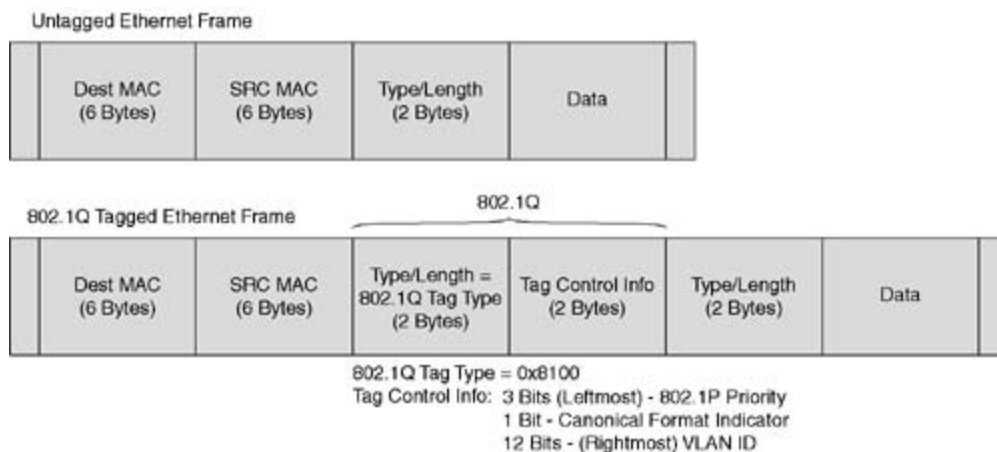 Untagged Ethernet Frame
Dest MAC
(6 Bytes)
SRC MAC
(6 Bytes)
Type/Length
(2 Bytes)
Data
802.1Q Tagged Ethernet Frame
802.1Q
Dest MAC
(6 Bytes)
SRC MAC
(6 Bytes)
Type/Length =
802.1Q Tag Type
(2 Bytes)
Tag Control Info
(2 Bytes)
Type/Length
(2 Bytes)
Data
802.1Q Tag Type = 0x8100
Tag Control Info: 3 Bits (Leftmost) - 802.1P Priority
1 Bit - Canonical Format Indicator
12 Bits - (Rightmost) VLAN ID